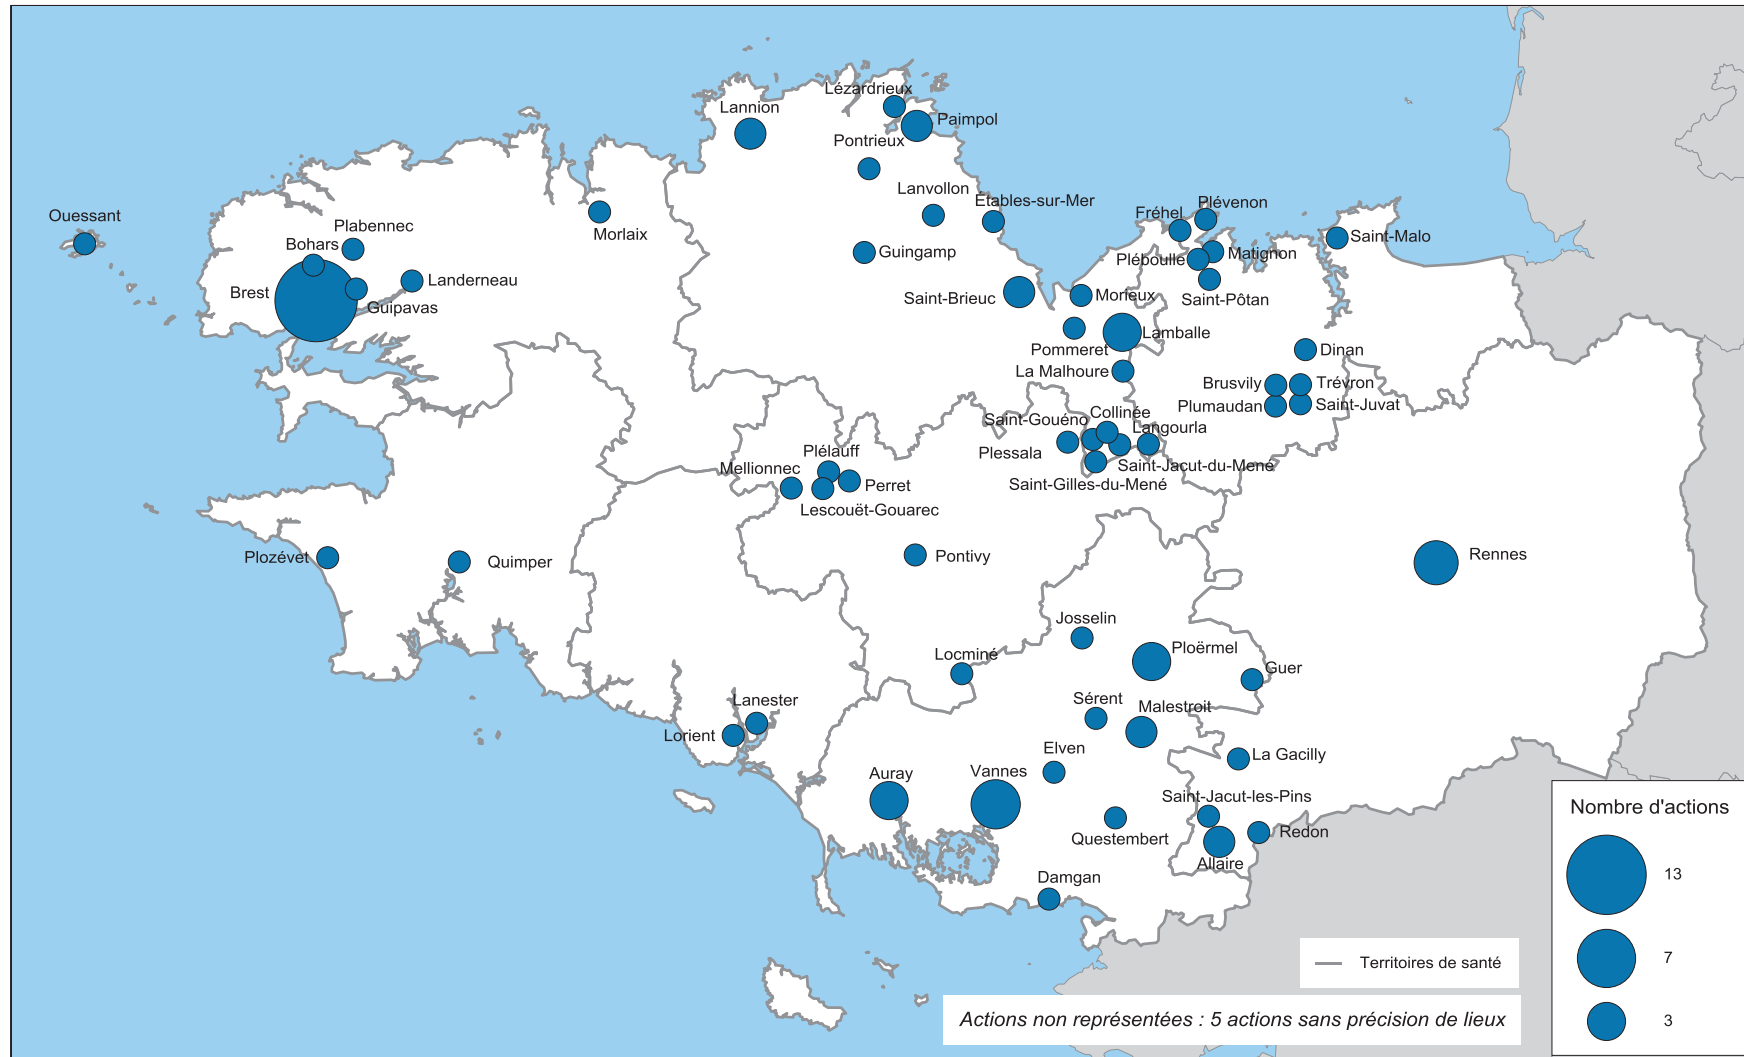 Lézardrieux
Lannion
Paimpol
Pontrieux
Lanvollon
Étables-sur-Mer
Fréhel
Plévenon
Ouessant
Plabennec
Morlaix
Bohars
Guingamp
Saint-Malo
Matignon
Pléboulle
Landerneau
Brest
Guipavas
Saint-Brieuc
Morieux
Saint-Pôtan
Lamballe
Pommeret
Dinan
La Malhoure
Brusvily
Trévron
Plumaudan
Saint-Juvat
Collinée
Saint-Gouéno
Langourla
Plessala
Plélauff
Mellionnec
Saint-Jacut-du-Mené
Perret
Saint-Gilles-du-Mené
Lescouët-Gouarec
Plozévet
Quimper
Pontivy
Rennes
Josselin
Ploërmel
Locminé
Guer
Lanester
Sérent
Malestroit
Lorient
Elven
La Gacilly
Auray
Vannes
Saint-Jacut-les-Pins
Questembert
Redon
Allaire
Damgan
Nombre d'actions
13
7
3
Territoires de santé
Actions non représentées : 5 actions sans précision de lieux